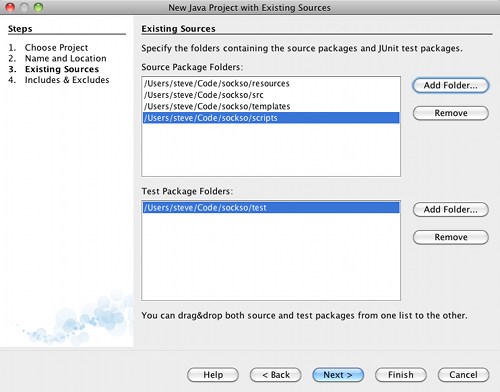 New Java Project with Existing Sources
Steps
1. Choose Project
2. Name and Location
3. Existing Sources
4. Includes & Excludes
Existing Sources
Specify the folders containing the source packages and JUnit test packages.
Source Package Folders:
/Users/steve/Code/sockso/resources
/Users/steve/Code/sockso/src
/Users/steve/Code/sockso/templates
/Users/steve/Code/sockso/scripts
Add Folder...
Remove
Test Package Folders:
/Users/steve/Code/sockso/test
Add Folder...
Remove
You can drag&drop both source and test packages from one list to the other.
Help
< Back
Next >
Finish
Cancel